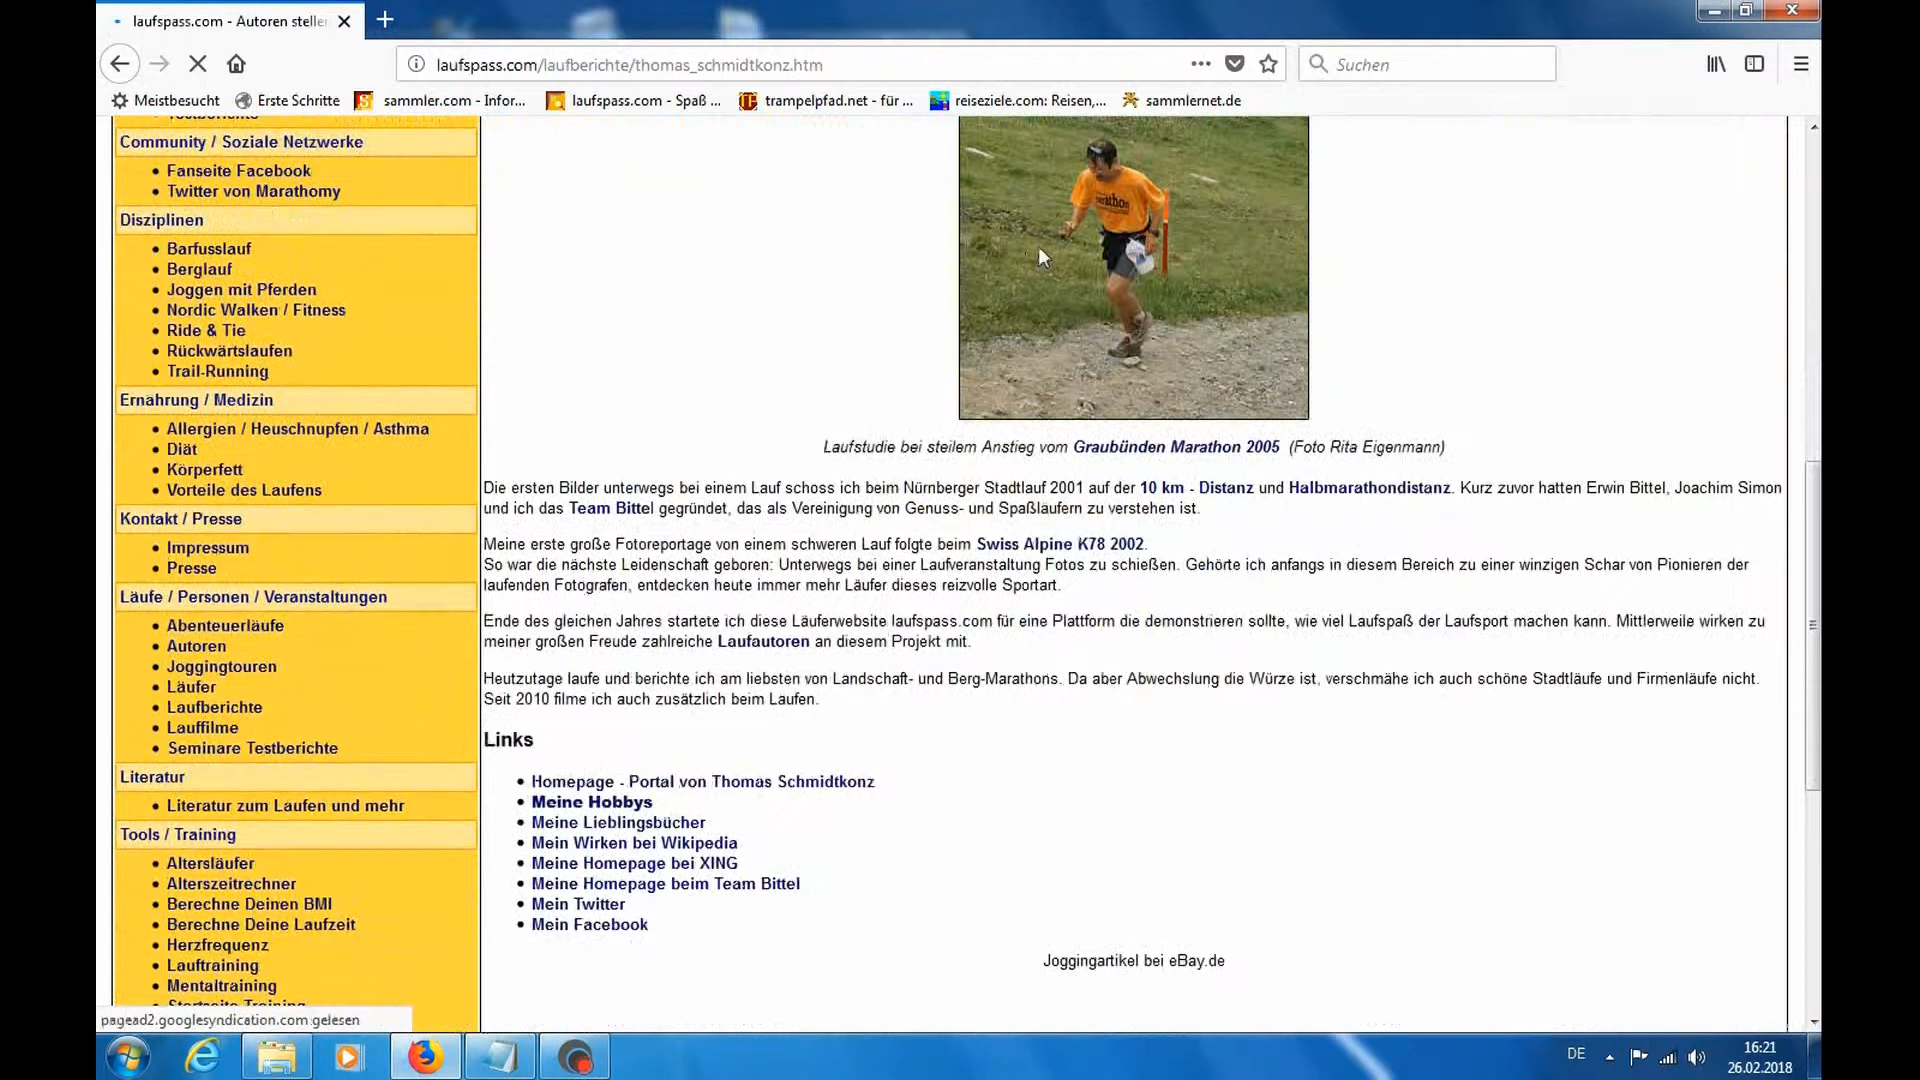 laufspass.com - Autoren stellen
laufspass.com/laufberichte/thomas_schmidtkonz.htm
Suchen
Meistbesucht
Erste Schritte
sammler.com - Infor...
laufspass.com - Spaß ...
trampelpfad.net - für ...
reiseziele.com: Reisen,...
sammlernet.de
Testberichte
Community / Soziale Netzwerke
Fanseite Facebook
Twitter von Marathomy
Disziplinen
Barfusslauf
Berglauf
Joggen mit Pferden
Nordic Walken / Fitness
Ride & Tie
Rückwärtslaufen
Trail-Running
Ernährung / Medizin
Allergien / Heuschnupfen / Asthma
Diät
Körperfett
Vorteile des Laufens
Kontakt / Presse
Impressum
Presse
Läufe / Personen / Veranstaltungen
Abenteuerläufe
Autoren
Joggingtouren
Läufer
Laufberichte
Lauffilme
Seminare Testberichte
Literatur
Literatur zum Laufen und mehr
Tools / Training
Altersläufer
Alterszeitrechner
Berechne Deinen BMI
Berechne Deine Laufzeit
Herzfrequenz
Lauftraining
Mentaltraining
Startseite Training
marathon
Laufstudie bei steilem Anstieg vom Graubünden Marathon 2005 (Foto Rita Eigenmann)
Die ersten Bilder unterwegs bei einem Lauf schoss ich beim Nürnberger Stadtlauf 2001 auf der 10 km - Distanz und Halbmarathondistanz. Kurz zuvor hatten Erwin Bittel, Joachim Simon
und ich das Team Bittel gegründet, das als Vereinigung von Genuss- und Spaßläufern zu verstehen ist.
Meine erste große Fotoreportage von einem schweren Lauf folgte beim Swiss Alpine K78 2002.
So war die nächste Leidenschaft geboren: Unterwegs bei einer Laufveranstaltung Fotos zu schießen. Gehörte ich anfangs in diesem Bereich zu einer winzigen Schar von Pionieren der
laufenden Fotografen, entdecken heute immer mehr Läufer dieses reizvolle Sportart.
Ende des gleichen Jahres startete ich diese Läuferwebsite laufspass.com für eine Plattform die demonstrieren sollte, wie viel Laufspaß der Laufsport machen kann. Mittlerweile wirken zu
meiner großen Freude zahlreiche Laufautoren an diesem Projekt mit.
Heutzutage laufe und berichte ich am liebsten von Landschaft- und Berg-Marathons. Da aber Abwechslung die Würze ist, verschmähe ich auch schöne Stadtläufe und Firmenläufe nicht.
Seit 2010 filme ich auch zusätzlich beim Laufen.
Links
Homepage - Portal von Thomas Schmidtkonz
Meine Hobbys
Meine Lieblingsbücher
Mein Wirken bei Wikipedia
Meine Homepage bei XING
Meine Homepage beim Team Bittel
Mein Twitter
Mein Facebook
Joggingartikel bei eBay.de
pagead2.googlesyndication.com gelesen
DE
16:21
26.02.2018